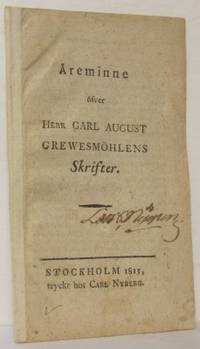 Äreminne
öfver
HERR CARL AUGUST
GREWESMÖHLENS
Skrifter.
STOCKHOLM 1815,
tryckt hos CARL NYBERG.